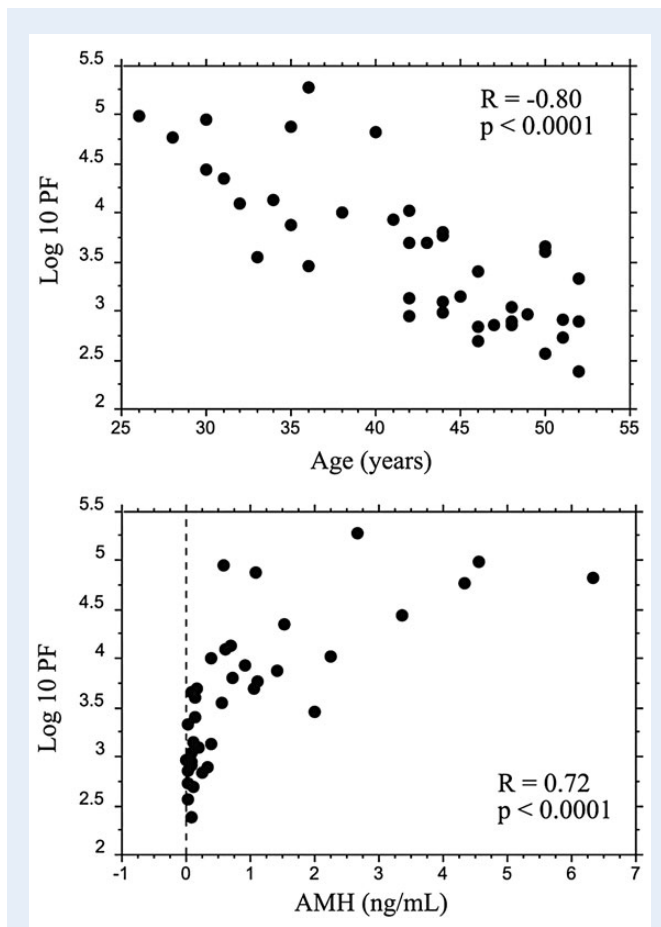 5.5
5
4.5
4
3.5
3
2.5
2
R = -0.80
p < 0.0001
Log 10 PF
25 30 35 40 45 50 55
Age (years)
5.5
5
4.5
4
3.5
3
2.5
2
R = 0.72
p < 0.0001
Log 10 PF
-1 0 1 2 3 4 5 6 7
AMH (ng/mL)